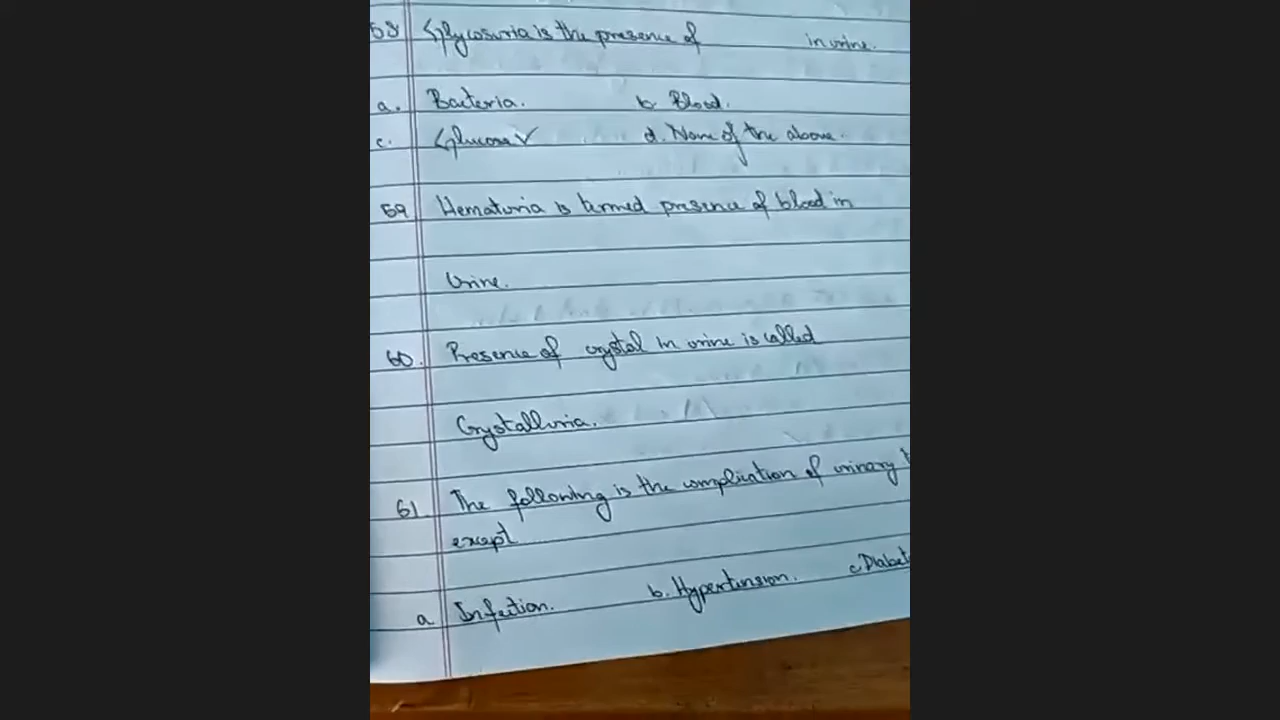 58 Glycosuria is the presence of in urine.
a. Bacteria. b. Blood.
c. Glucose ✓ d. None of the above.
59 Hematuria is termed presence of blood in
Urine.
60. Presence of crystal in urine is called
Crystalluria.
61. The following is the complication of urinary
except
a Infection. b. Hypertension. c. Diabet